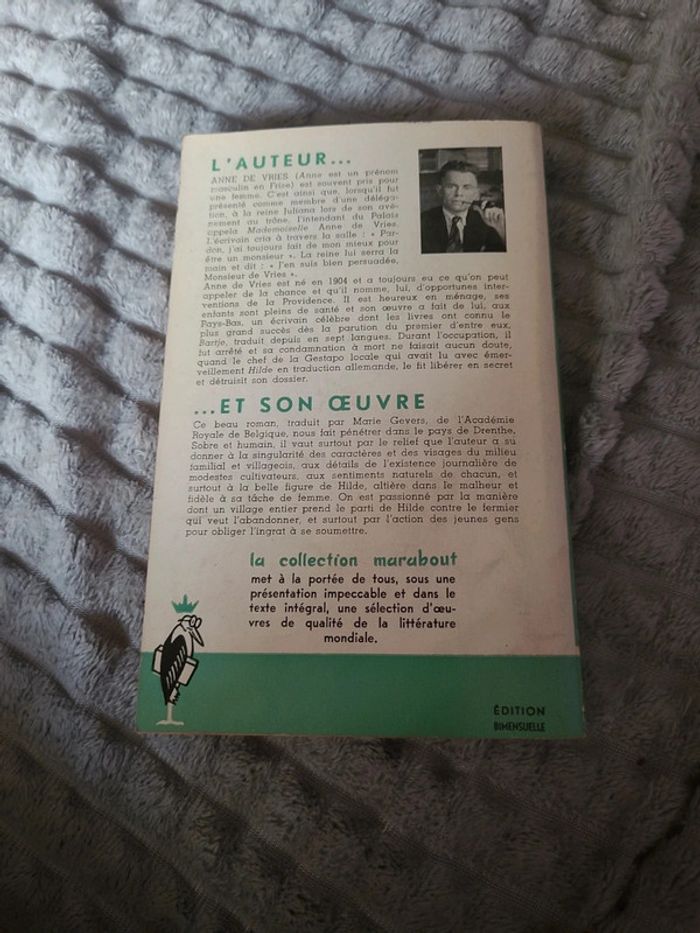 L'AUTEUR...
ANNE DE VRIES (Anne est un prénom
masculin en Frise) est souvent pris pour
une femme. C'est ainsi que, lorsqu'il fut
présenté comme membre d'une déléga-
tion, à la reine Juliana lors de son avé-
nement au trône, l'intendant du Palais
appela Mademoiselle Anne de Vries.
L'écrivain cria à travers la salle : « Par-
don, j'ai toujours fait de mon mieux pour
être un monsieur ». La reine lui serra la
main et dit : « J'en suis bien persuadée,
Monsieur de Vries ».
Anne de Vries est né en 1904 et a toujours eu ce qu'on peut
appeler de la chance et qu'il nomme, lui, d'opportunes inter-
ventions de la Providence. Il est heureux en ménage, ses
enfants sont pleins de santé et son œuvre a fait de lui, aux
Pays-Bas, un écrivain célèbre dont les livres ont connu le
plus grand succès dès la parution du premier d'entre eux,
Bartje, traduit depuis en sept langues. Durant l'occupation, il
fut arrêté et sa condamnation à mort ne faisait aucun doute,
quand le chef de la Gestapo locale qui avait lu avec émer-
veillement Hilde en traduction allemande, le fit libérer en secret
et détruisit son dossier.
...ET SON ŒUVRE
Ce beau roman, traduit par Marie Gevers, de l'Académie
Royale de Belgique, nous fait pénétrer dans le pays de Drenthe.
Sobre et humain, il vaut surtout par le relief que l'auteur a su
donner à la singularité des caractères et des visages du milieu
familial et villageois, aux détails de l'existence journalière de
modestes cultivateurs, aux sentiments naturels de chacun, et
surtout à la belle figure de Hilde, altière dans le malheur et
fidèle à sa tâche de femme. On est passionné par la manière
dont un village entier prend le parti de Hilde contre le fermier
qui veut l'abandonner, et surtout par l'action des jeunes gens
pour obliger l'ingrat à se soumettre.
la collection marabout
met à la portée de tous, sous une
présentation impeccable et dans le
texte intégral, une sélection d'œu-
vres de qualité de la littérature
mondiale.
ÉDITION
BIMENSUELLE